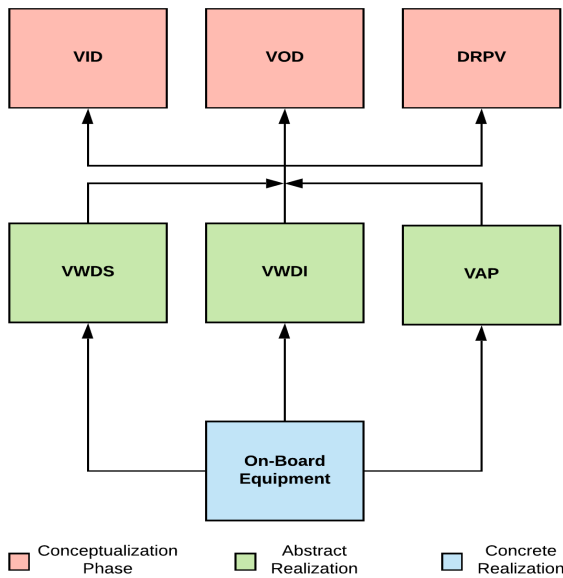 VID
VOD
DRPV
VWDS
VWDI
VAP
On-Board
Equipment
Conceptualization
Phase
Abstract
Realization
Concrete
Realization